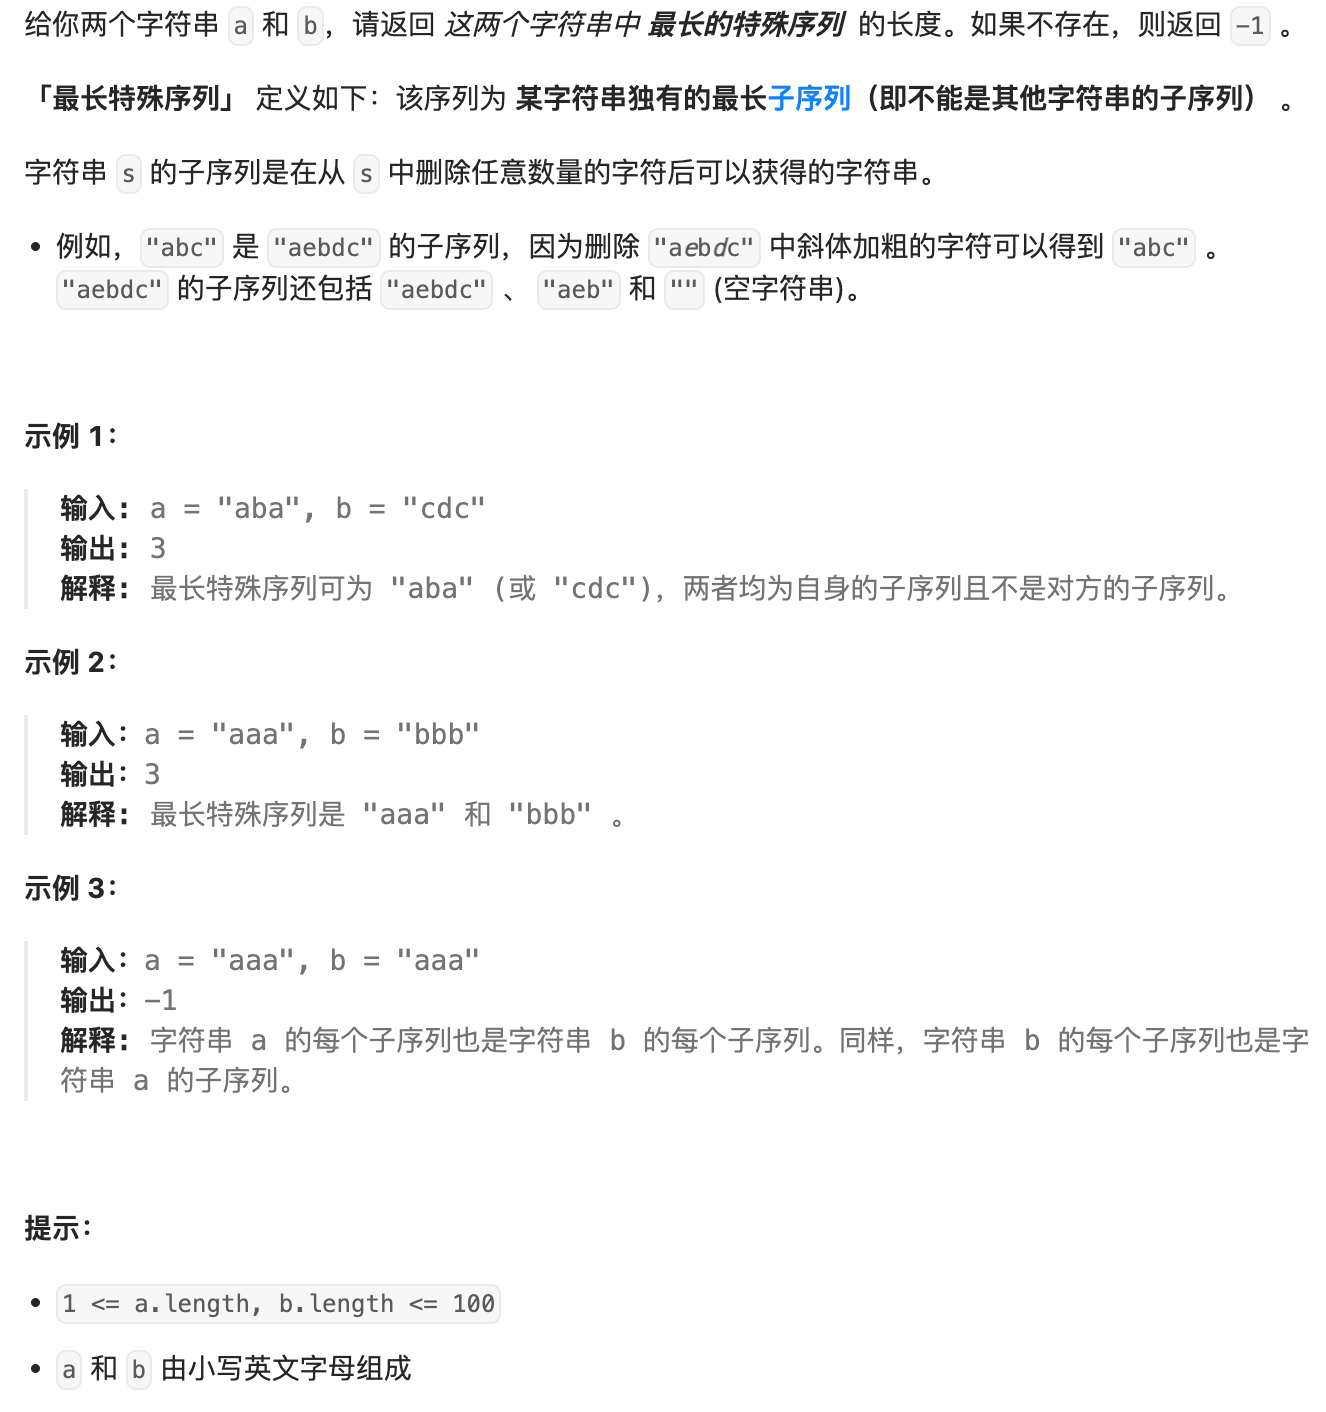 给你两个字符串 a 和 b，请返回 这两个字符串中 最长的特殊序列 的长度。如果不存在，则返回 -1 。
「最长特殊序列」 定义如下：该序列为 某字符串独有的最长子序列（即不能是其他字符串的子序列） 。
字符串 s 的子序列是在从 s 中删除任意数量的字符后可以获得的字符串。
• 例如，"abc" 是 "aebdc" 的子序列，因为删除 "aebdc" 中斜体加粗的字符可以得到 "abc" 。
"aebdc" 的子序列还包括 "aebdc" 、 "aeb" 和 "" (空字符串)。
示例 1：
输入: a = "aba", b = "cdc"
输出: 3
解释: 最长特殊序列可为 "aba" (或 "cdc")，两者均为自身的子序列且不是对方的子序列。
示例 2：
输入：a = "aaa", b = "bbb"
输出：3
解释: 最长特殊序列是 "aaa" 和 "bbb" 。
示例 3：
输入：a = "aaa", b = "aaa"
输出：-1
解释: 字符串 a 的每个子序列也是字符串 b 的每个子序列。同样，字符串 b 的每个子序列也是字
符串 a 的子序列。
提示：
• 1 <= a.length, b.length <= 100
• a 和 b 由小写英文字母组成